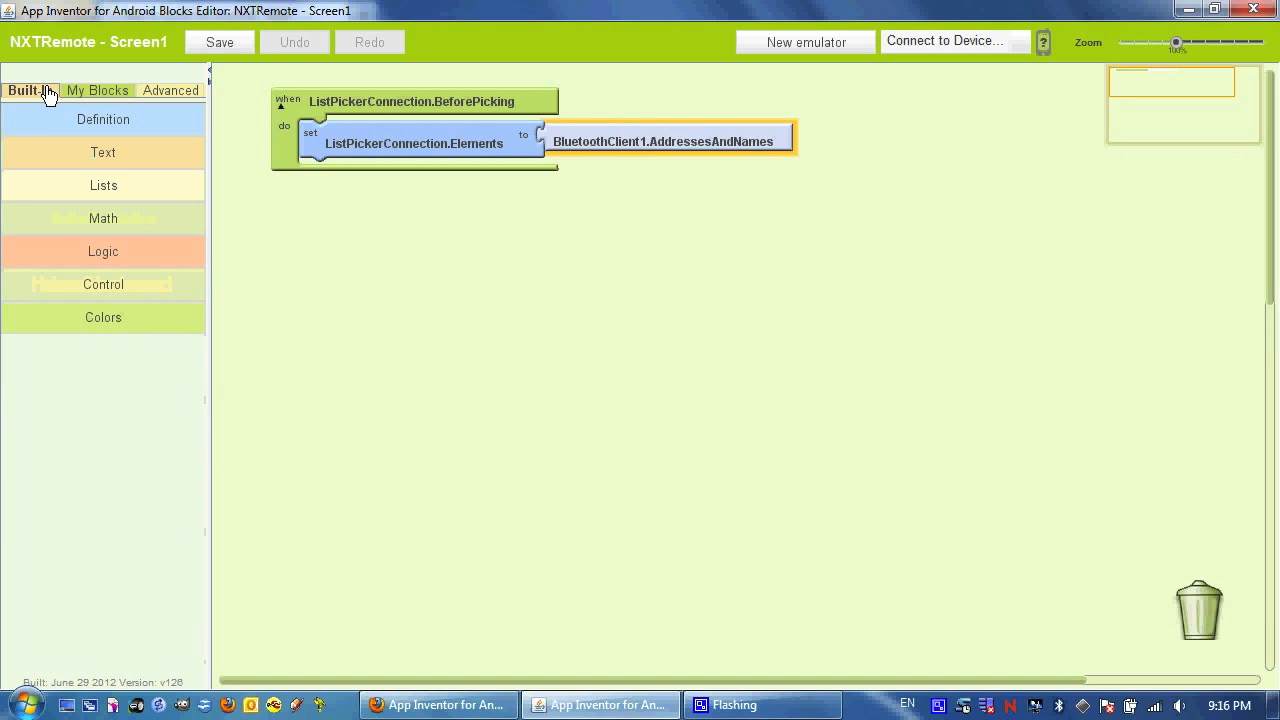 App Inventor for Android Blocks Editor: NXTRemote - Screen1
NXTRemote - Screen1
Save
Undo
Redo
New emulator
Connect to Device...
?
Zoom
100%
Built-In
My Blocks
Advanced
Definition
Text
Lists
Math
Logic
Control
Colors
when ListPickerConnection.BeforePicking
do
set ListPickerConnection.Elements to
BluetoothClient1.AddressesAndNames
Built: June 29 2012 Version: v126
App Inventor for An...
App Inventor for An...
Flashing
EN
9:16 PM